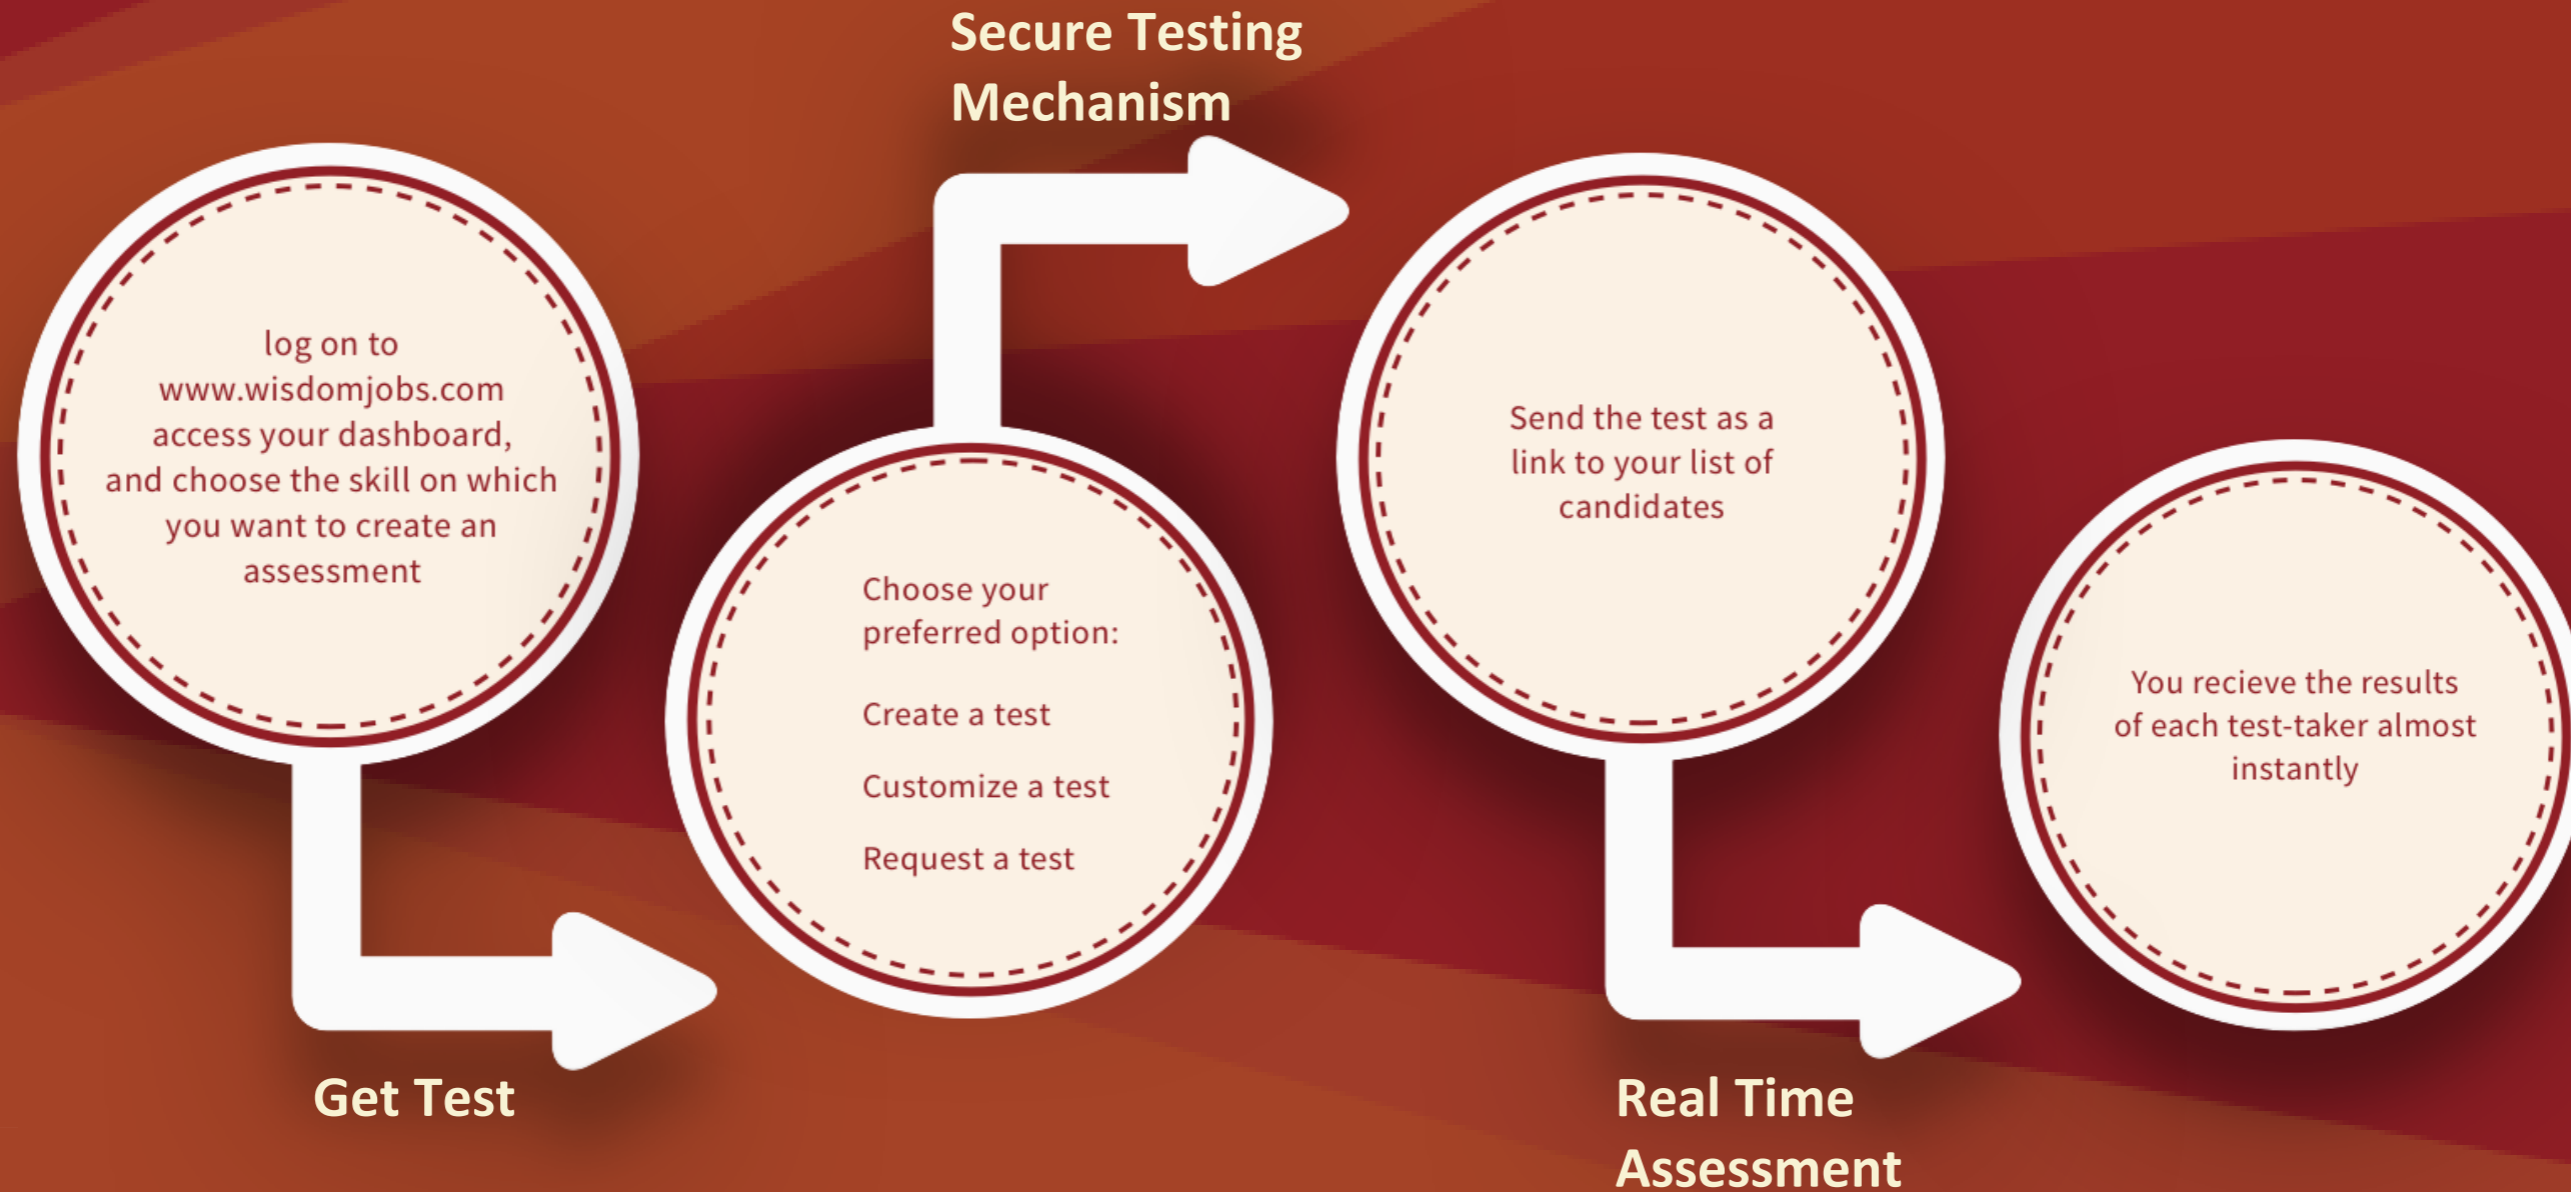 log on to
www.wisdomjobs.com
access your dashboard,
and choose the skill on which
you want to create an
assessment
Get Test
Choose your
preferred option:
Create a test
Customize a test
Request a test
Secure Testing
Mechanism
Send the test as a
link to your list of
candidates
Real Time
Assessment
You recieve the results
of each test-taker almost
instantly